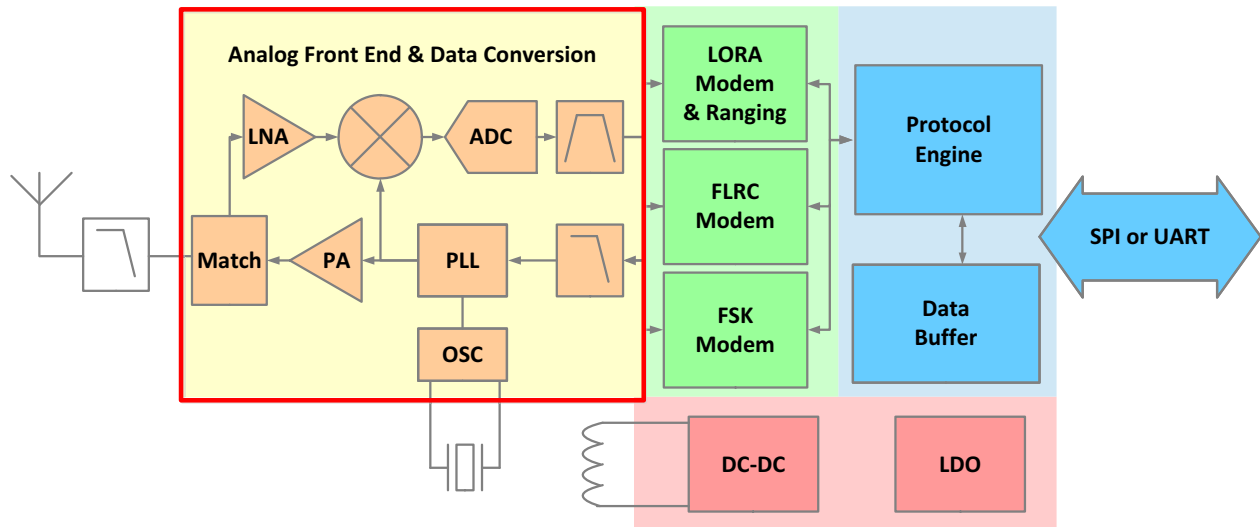 Analog Front End & Data Conversion
LNA
ADC
Match
PA
PLL
OSC
LORA
Modem
& Ranging
FLRC
Modem
FSK
Modem
Protocol
Engine
Data
Buffer
SPI or UART
DC-DC
LDO